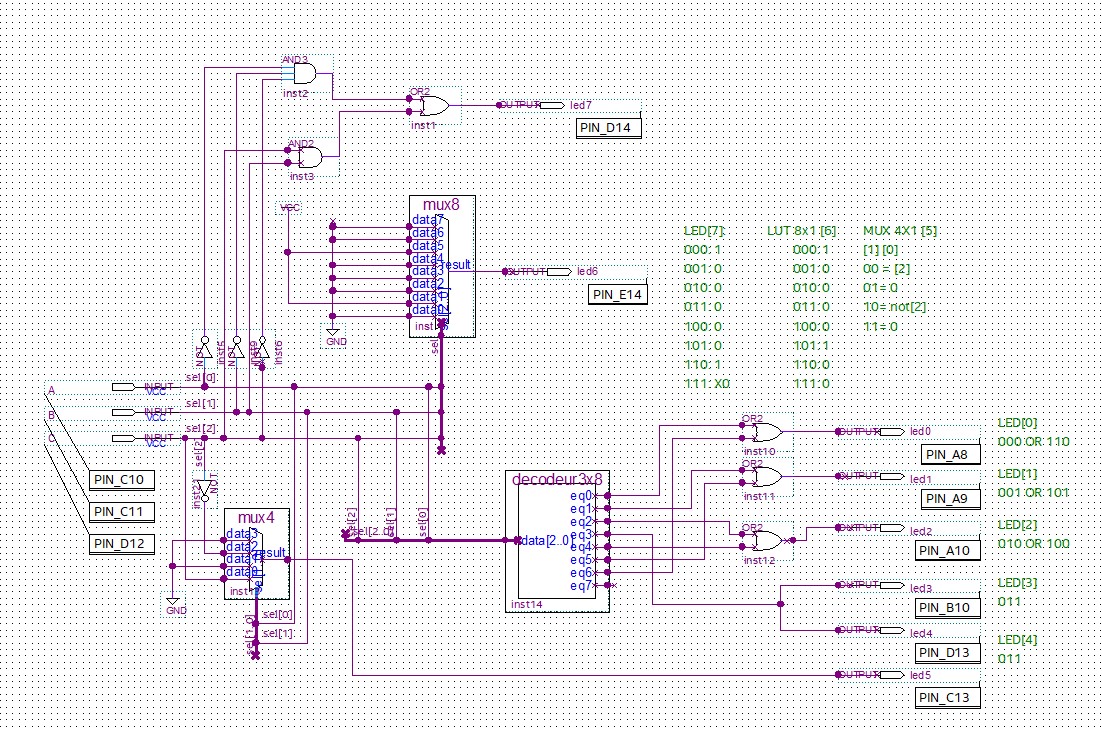 AND3
inst2
OR2
inst1
OUTPUT
led7
PIN_D14
AND2
inst3
VCC
mux8
data7
data6
data5
data4
data3
data2
data1
data0
result
sel
GND
OUTPUT
led6
PIN_E14
LED[7]
000: 1
001: 0
010: 0
011: 0
100: 0
101: 0
110: 1
111: X0
LUT 8x1 [6]
000:1
001:0
010:0
011:0
100:0
101:1
110:0
111:0
MUX 4X1 [5]
[1] [0]
00 = [2]
01= 0
10= not[2]
11= 0
NOT
NOT
NOT
inst6
A
INPUT
VCC
sel[0]
B
INPUT
VCC
sel[1]
C
INPUT
VCC
sel[2]
PIN_C10
PIN_C11
PIN_D12
sel[2]
NOT
mux4
data3
data2
data1
data0
result
GND
sel[0]
sel[1]
sel[1..0]
sel[2]
sel[1]
sel[0]
sel[2..0]
decodeur3x8
data[2..0]
eq0
eq1
eq2
eq3
eq4
eq5
eq6
eq7
inst14
OR2
inst10
OR2
inst11
OR2
inst12
OUTPUT
led0
PIN_A8
OUTPUT
led1
PIN_A9
OUTPUT
led2
PIN_A10
OUTPUT
led3
PIN_B10
OUTPUT
led4
PIN_D13
OUTPUT
led5
PIN_C13
LED[0]
000 OR 110
LED[1]
001 OR 101
LED[2]
010 OR 100
LED[3]
011
LED[4]
011